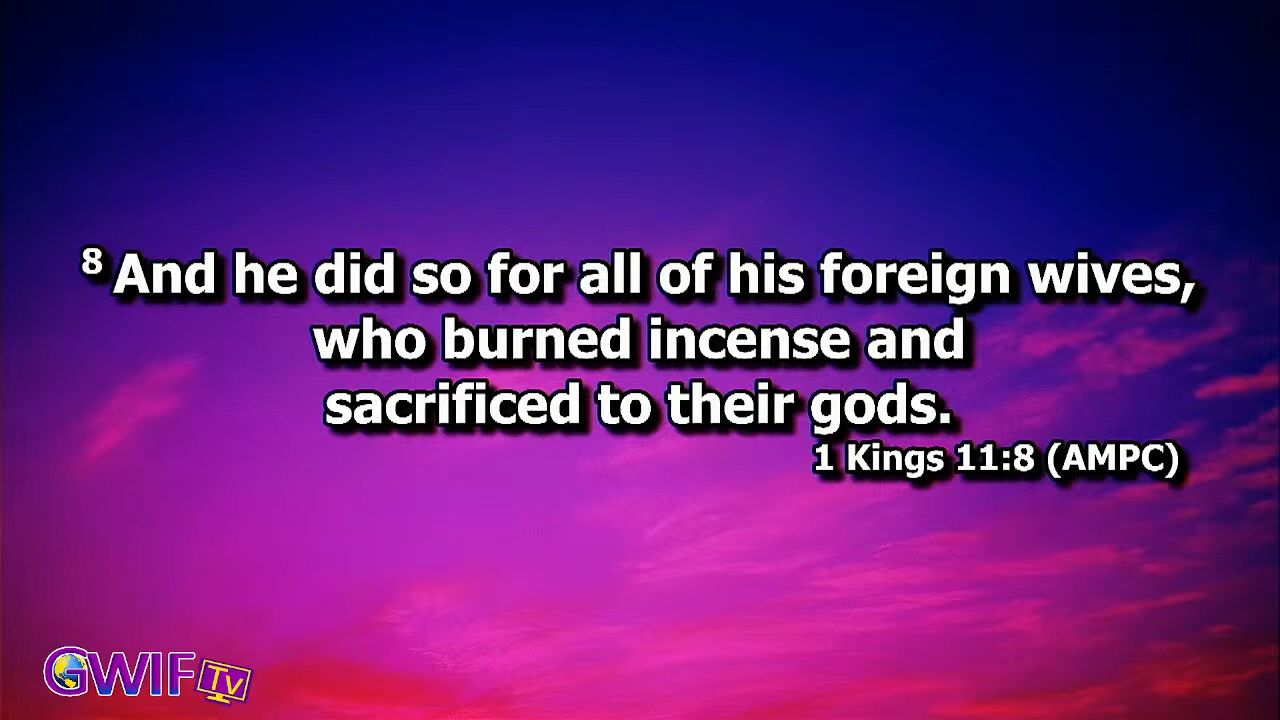 8 And he did so for all of his foreign wives,
who burned incense and
sacrificed to their gods.
1 Kings 11:8 (AMPC)
GWIF Tv